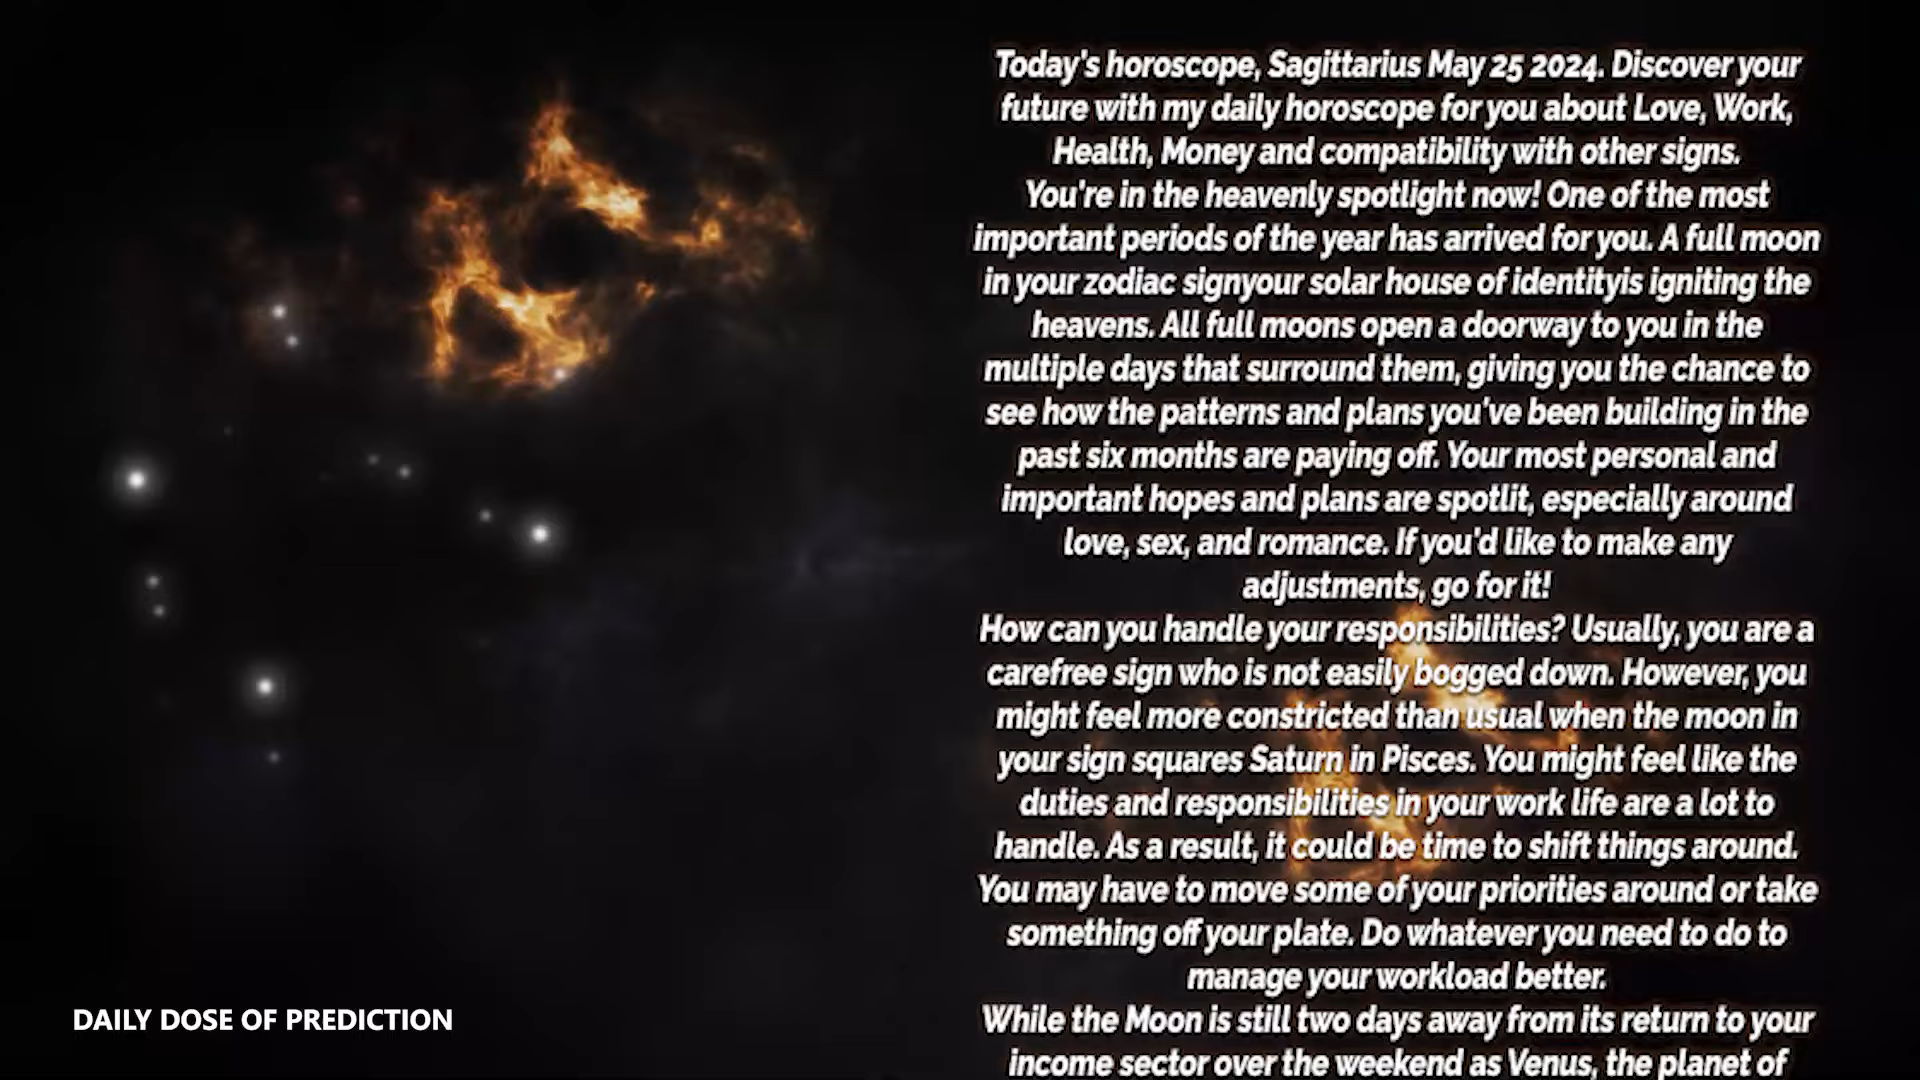 Today's horoscope, Sagittarius May 25 2024. Discover your
future with my daily horoscope for you about Love, Work,
Health, Money and compatibility with other signs.
You're in the heavenly spotlight now! One of the most
important periods of the year has arrived for you. A full moon
in your zodiac signyour solar house of identityis igniting the
heavens. All full moons open a doorway to you in the
multiple days that surround them, giving you the chance to
see how the patterns and plans you've been building in the
past six months are paying off. Your most personal and
important hopes and plans are spotlit, especially around
love, sex, and romance. If you'd like to make any
adjustments, go for it!
How can you handle your responsibilities? Usually, you are a
carefree sign who is not easily bogged down. However, you
might feel more constricted than usual when the moon in
your sign squares Saturn in Pisces. You might feel like the
duties and responsibilities in your work life are a lot to
handle. As a result, it could be time to shift things around.
You may have to move some of your priorities around or take
something off your plate. Do whatever you need to do to
manage your workload better.
While the Moon is still two days away from its return to your
income sector over the weekend as Venus, the planet of
DAILY DOSE OF PREDICTION